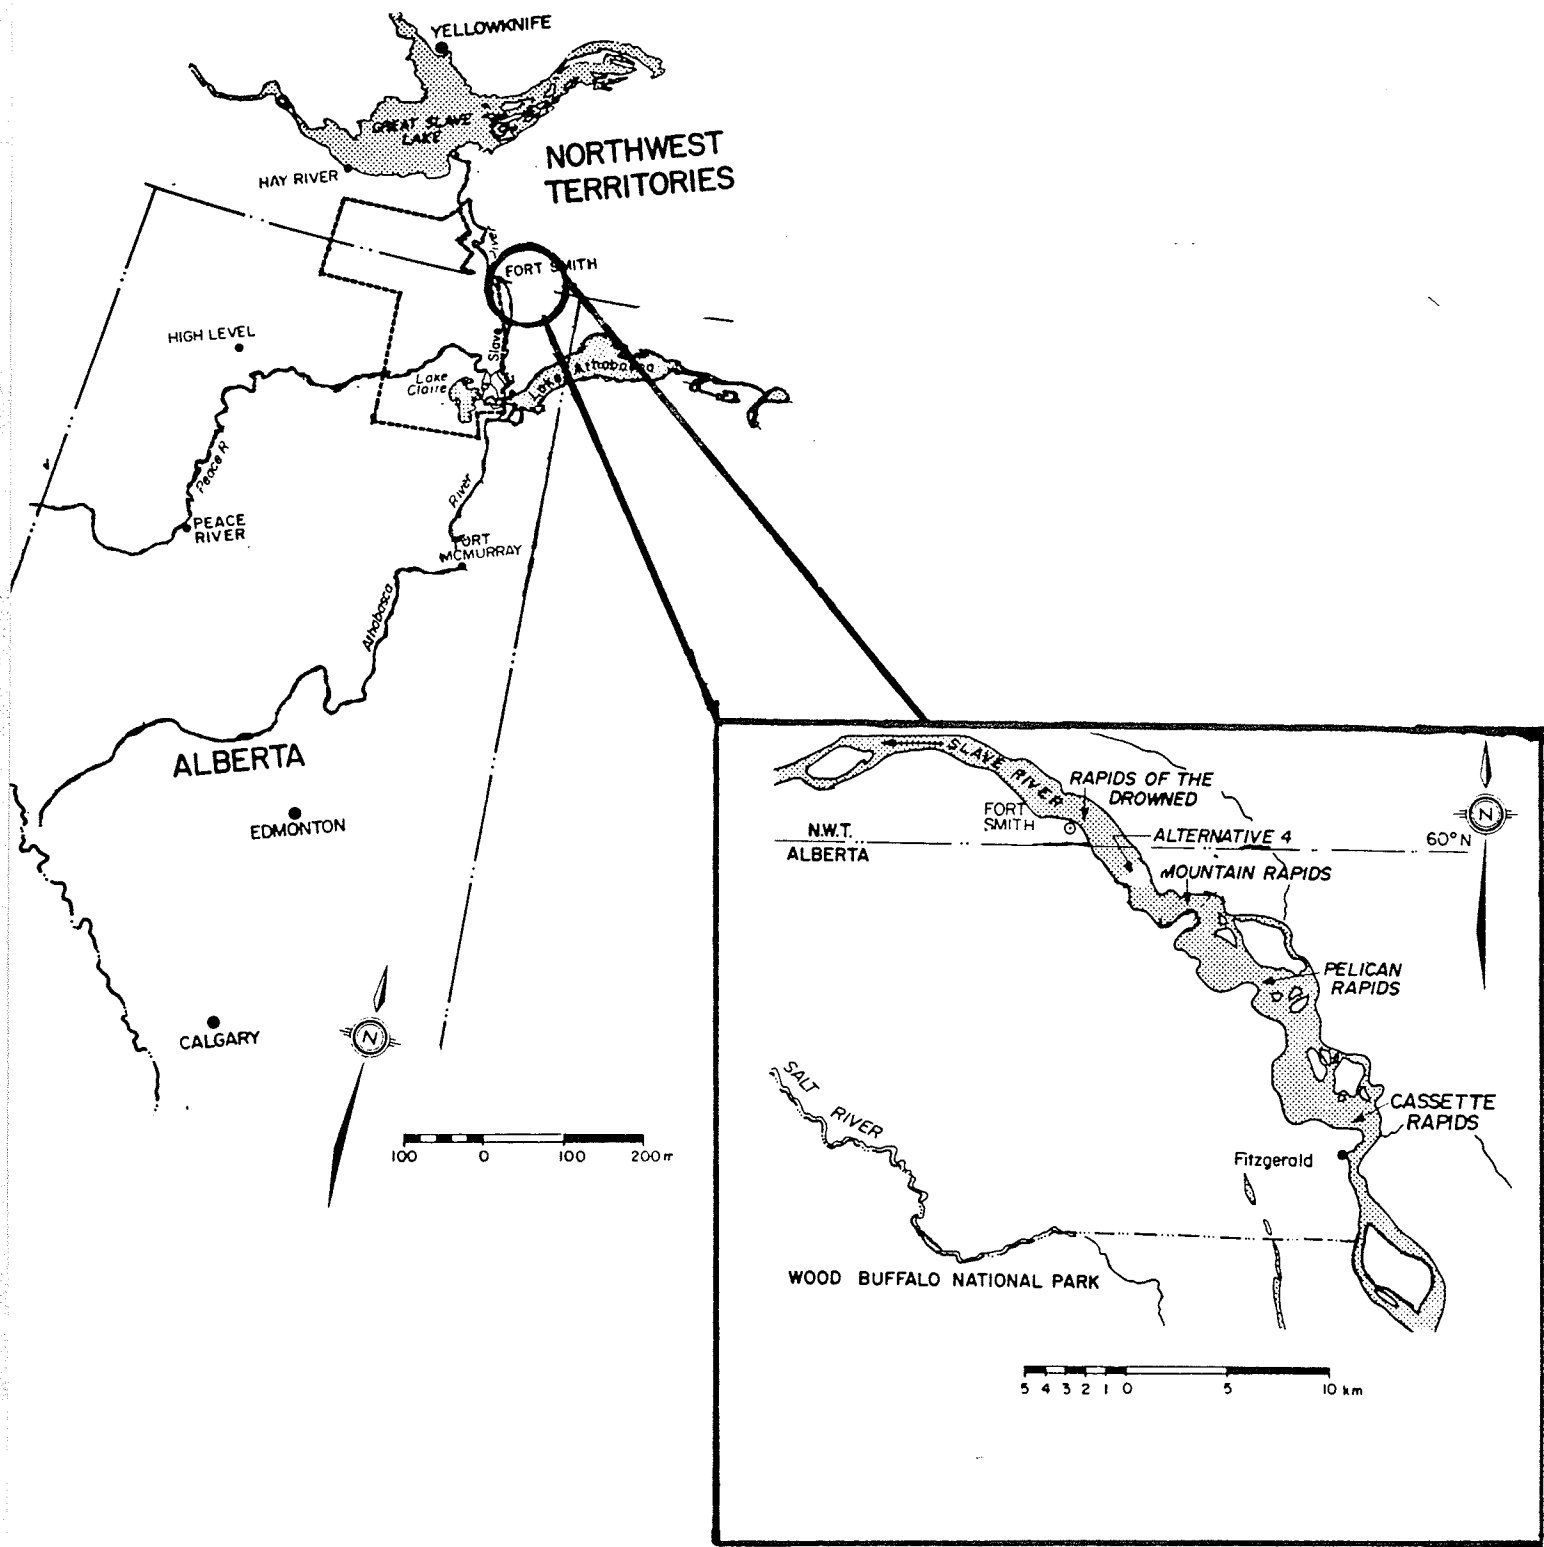 YELLOWKNIFE
GREAT SLAVE
LAKE
NORTHWEST
TERRITORIES
HAY RIVER
River
FORT SMITH
HIGH LEVEL
Slave
Lake
Claire
Lake Athabasca
Peace R
River
PEACE
RIVER
FORT
MCMURRAY
Athabasca
ALBERTA
EDMONTON
CALGARY
N
100 0 100 200
SLAVE RIVER
RAPIDS OF THE
DROWNED
FORT
SMITH
N
N.W.T.
ALTERNATIVE 4
60°N
ALBERTA
MOUNTAIN RAPIDS
PELICAN
RAPIDS
SALT RIVER
CASSETTE
RAPIDS
Fitzgerald
WOOD BUFFALO NATIONAL PARK
5 4 3 2 1 0 5 10 km